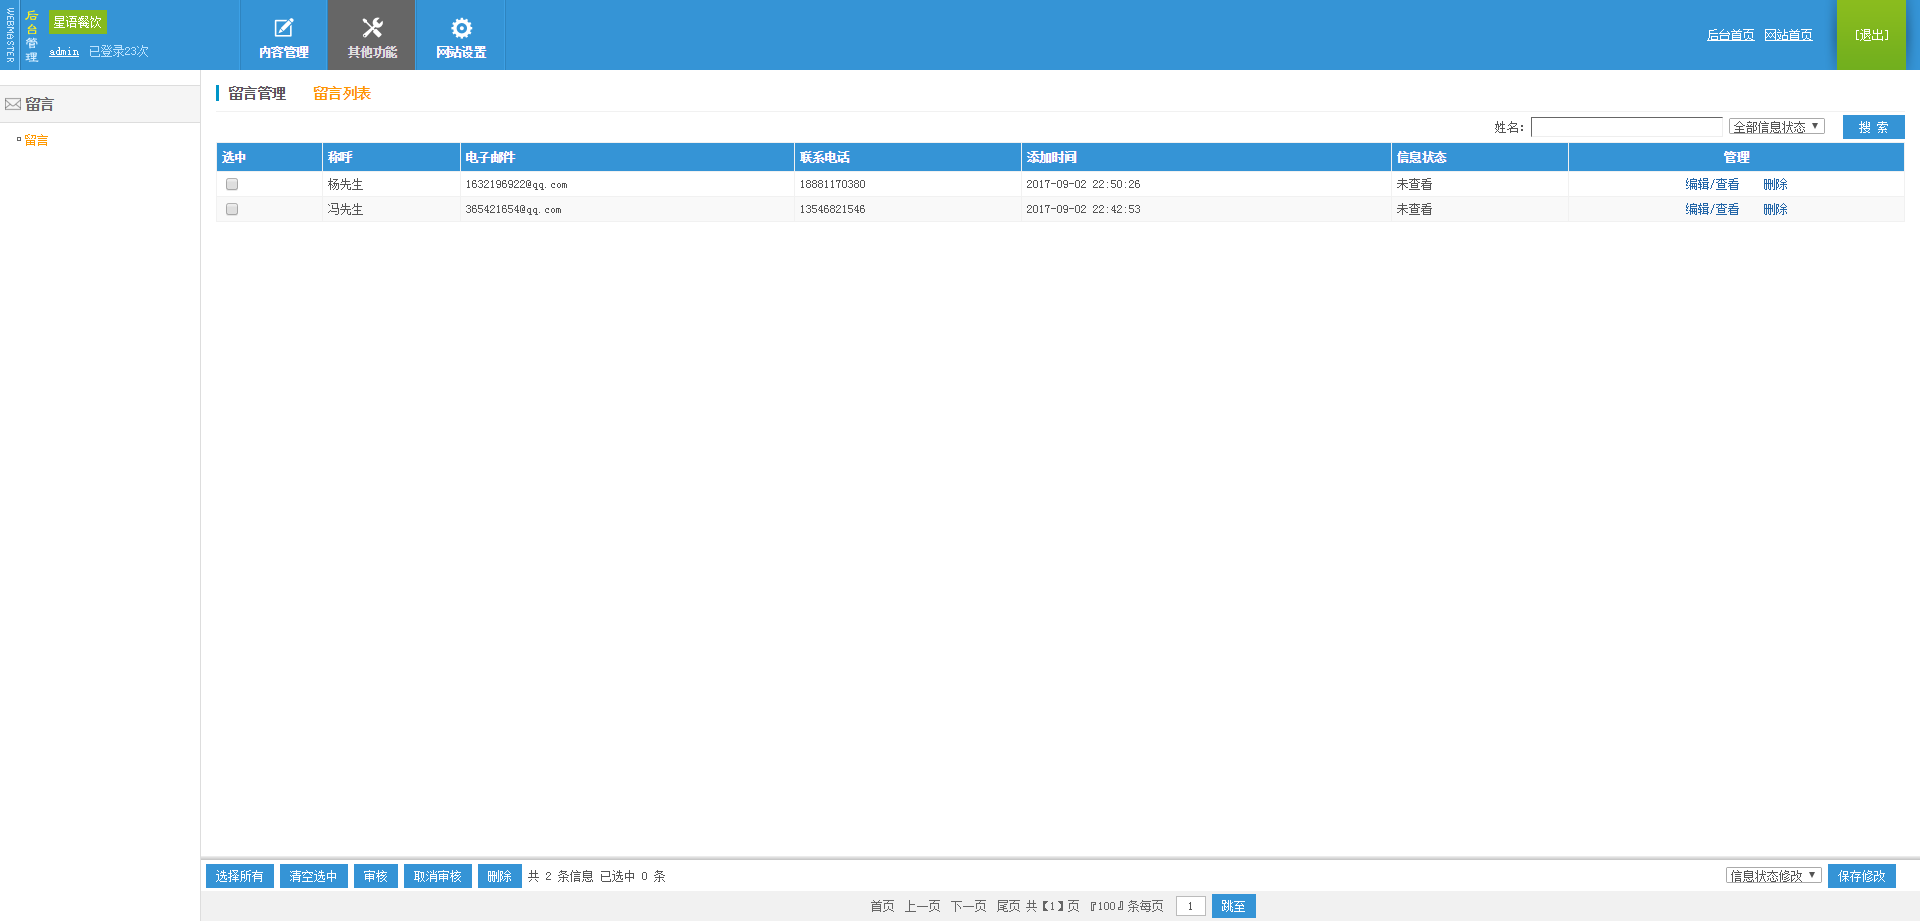 WEBMASTER
后台管理
星语餐饮
admin 已登录23次
内容管理
其他功能
网站设置
后台首页 网站首页
[退出]
留言
留言
留言管理 留言列表
姓名: 全部信息状态 搜 索
选中 称呼 电子邮件 联系电话 添加时间 信息状态 管理
杨先生 1632196922@qq.com 18881170380 2017-09-02 22:50:26 未查看 编辑/查看 删除
冯先生 365421654@qq.com 13546821546 2017-09-02 22:42:53 未查看 编辑/查看 删除
选择所有 清空选中 审核 取消审核 删除 共 2 条信息 已选中 0 条 信息状态修改 保存修改
首页 上一页 下一页 尾页 共【1】页 『100』条每页 1 跳至